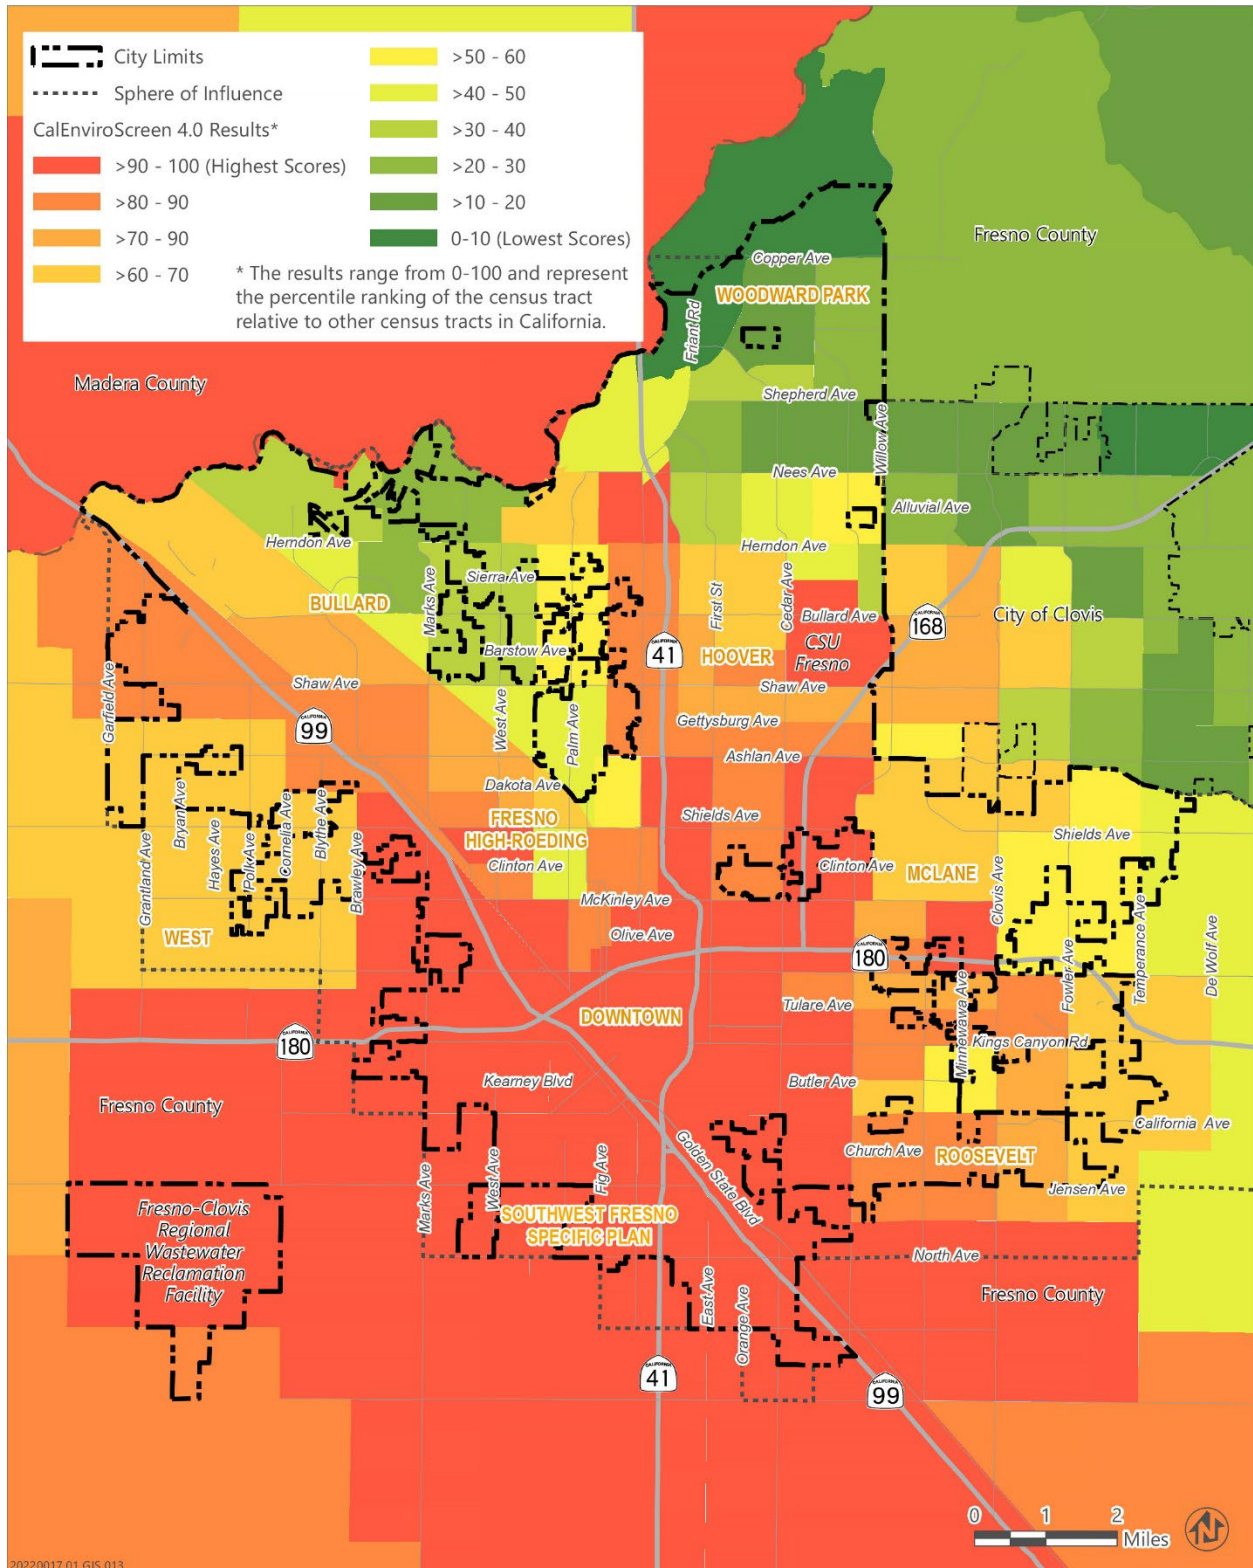 City Limits
Sphere of Influence
CalEnviroScreen 4.0 Results*
>90 - 100 (Highest Scores)
>80 - 90
>70 - 90
>60 - 70
>50 - 60
>40 - 50
>30 - 40
>20 - 30
>10 - 20
0-10 (Lowest Scores)
* The results range from 0-100 and represent
the percentile ranking of the census tract
relative to other census tracts in California.
Fresno County
Copper Ave
WOODWARD PARK
Friant Rd
Madera County
Shepherd Ave
Willow Ave
Nees Ave
Alluvial Ave
Herndon Ave
Herndon Ave
Sierra Ave
Marks Ave
BULLARD
First St
Cedar Ave
Bullard Ave
CALIFORNIA
168
City of Clovis
Barstow Ave
CALIFORNIA
41
HOOVER
CSU
Fresno
Shaw Ave
Shaw Ave
Garfield Ave
CALIFORNIA
99
West Ave
Palm Ave
Gettysburg Ave
Ashlan Ave
Dakota Ave
Bryan Ave
Hayes Ave
Polk Ave
Cornelia Ave
Blythe Ave
Brawley Ave
Grantland Ave
FRESNO
HIGH-ROEDING
Shields Ave
Shields Ave
Clinton Ave
Clinton Ave
MCLANE
Clovis Ave
McKinley Ave
Olive Ave
WEST
CALIFORNIA
180
Fowler Ave
Temperance Ave
De Wolf Ave
Tulare Ave
DOWNTOWN
Minnewawa Ave
Kings Canyon Rd
CALIFORNIA
180
Kearney Blvd
Butler Ave
Fresno County
California Ave
Church Ave
ROOSEVELT
Golden State Blvd
Jensen Ave
Marks Ave
West Ave
Fig Ave
SOUTHWEST FRESNO
SPECIFIC PLAN
Fresno-Clovis
Regional
Wastewater
Reclamation
Facility
North Ave
East Ave
Orange Ave
Fresno County
CALIFORNIA
41
CALIFORNIA
99
0 1 2
Miles
N
20220017.01 GIS 013